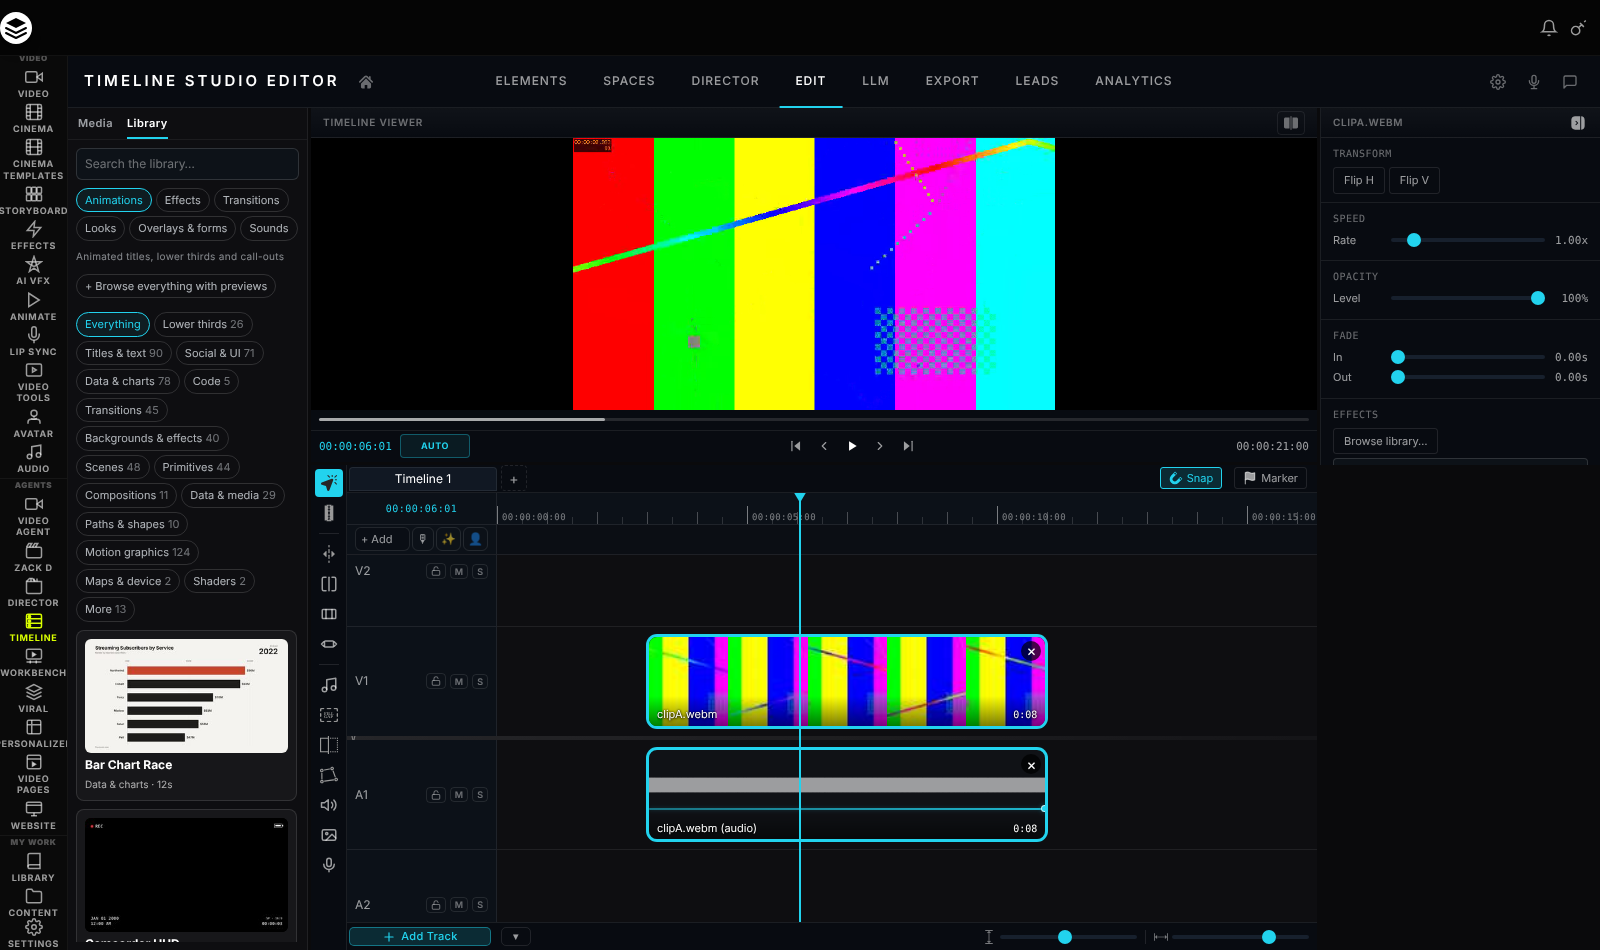 VIDEO
VIDEO
CINEMA
CINEMA
TEMPLATES
STORYBOARD
EFFECTS
AI VFX
ANIMATE
LIP SYNC
VIDEO
TOOLS
AVATAR
AUDIO
AGENTS
VIDEO
AGENT
ZACK D
DIRECTOR
TIMELINE
WORKBENCH
VIRAL
PERSONALIZE
VIDEO
PAGES
WEBSITE
MY WORK
LIBRARY
CONTENT
SETTINGS
TIMELINE STUDIO EDITOR
ELEMENTS SPACES DIRECTOR EDIT LLM EXPORT LEADS ANALYTICS
Media Library
Search the library...
Animations Effects Transitions
Looks Overlays & forms Sounds
Animated titles, lower thirds and call-outs
+ Browse everything with previews
Everything Lower thirds 26
Titles & text 90 Social & UI 71
Data & charts 78 Code 5
Transitions 45
Backgrounds & effects 40
Scenes 48 Primitives 44
Compositions 11 Data & media 29
Paths & shapes 10
Motion graphics 124
Maps & device 2 Shaders 2
More 13
Streaming Subscribers by Service
2022
Bar Chart Race
Data & charts · 12s
REC
JAN 01 2000
12:00 AM
Camcorder HUD
TIMELINE VIEWER
00:00:06:01 AUTO
00:00:21:00
Timeline 1 +
Snap Marker
00:00:06:01
00:00:00:00 00:00:05:00 00:00:10:00 00:00:15:00
+ Add
V2 M S
V1 M S
clipA.webm 0:08
A1 M S
clipA.webm (audio) 0:08
A2 M S
+ Add Track
CLIPA.WEBM
TRANSFORM
Flip H Flip V
SPEED
Rate 1.00x
OPACITY
Level 100%
FADE
In 0.00s
Out 0.00s
EFFECTS
Browse library...